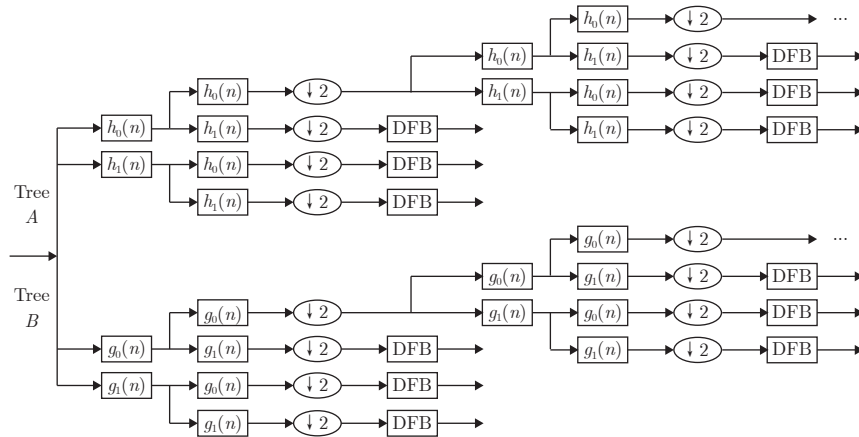 h₀(n) ↓ 2 ...
h₀(n) h₁(n) ↓ 2 DFB
h₀(n) ↓ 2 h₁(n) h₀(n) ↓ 2 DFB
h₀(n) h₁(n) ↓ 2 DFB h₁(n) ↓ 2 DFB
h₁(n) h₀(n) ↓ 2 DFB
Tree
A
h₁(n) ↓ 2 DFB
g₀(n) ↓ 2 ...
g₀(n) g₁(n) ↓ 2 DFB
Tree
B
g₀(n) ↓ 2 g₁(n) g₀(n) ↓ 2 DFB
g₀(n) g₁(n) ↓ 2 DFB g₁(n) ↓ 2 DFB
g₁(n) g₀(n) ↓ 2 DFB
g₁(n) ↓ 2 DFB